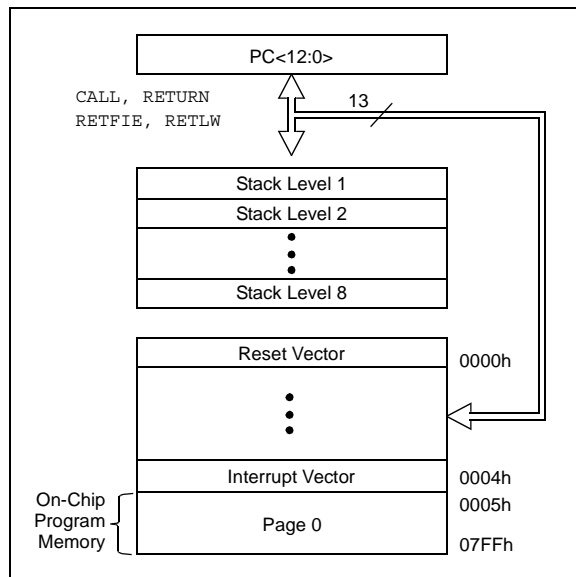 PC<12:0>
CALL, RETURN
RETFIE, RETLW
13
Stack Level 1
Stack Level 2
Stack Level 8
Reset Vector
0000h
Interrupt Vector
0004h
On-Chip
Program
Memory
Page 0
0005h
07FFh